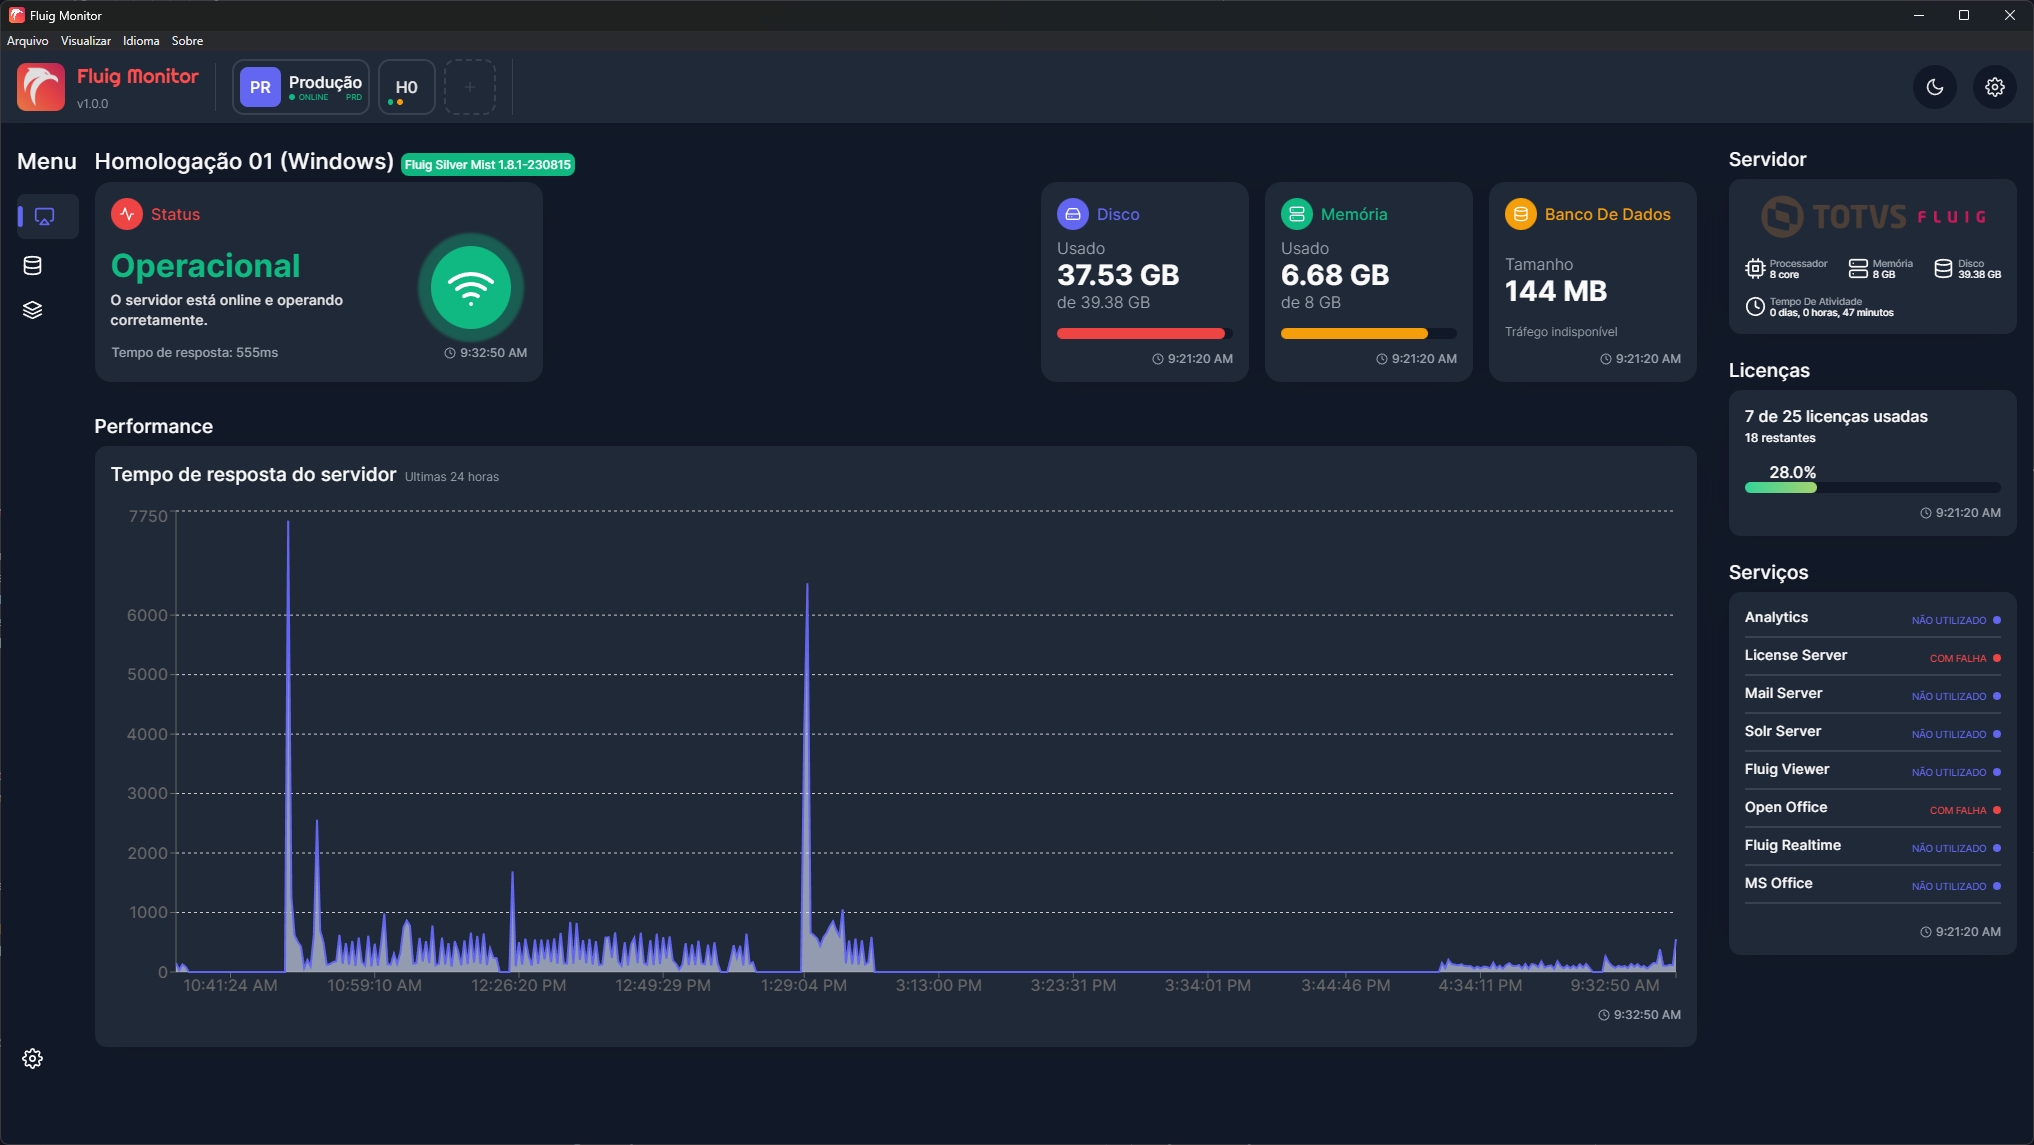 Fluig Monitor
Arquivo Visualizar Idioma Sobre
Fluig Monitor
v1.0.0
PR
Produção
ONLINE PRD
H0
+
Menu
Homologação 01 (Windows)
Fluig Silver Mist 1.8.1-230815
Status
Operacional
O servidor está online e operando
corretamente.
Tempo de resposta: 555ms
9:32:50 AM
Disco
Usado
37.53 GB
de 39.38 GB
9:21:20 AM
Memória
Usado
6.68 GB
de 8 GB
9:21:20 AM
Banco De Dados
Tamanho
144 MB
Tráfego indisponível
9:21:20 AM
Performance
Tempo de resposta do servidor Ultimas 24 horas
7750
6000
5000
4000
3000
2000
1000
0
10:41:24 AM 10:59:10 AM 12:26:20 PM 12:49:29 PM 1:29:04 PM 3:13:00 PM 3:23:31 PM 3:34:01 PM 3:44:46 PM 4:34:11 PM 9:32:50 AM
9:32:50 AM
Servidor
TOTVS FLUIG
Processador
8 core
Memória
8 GB
Disco
39.38 GB
Tempo De Atividade
0 dias, 0 horas, 47 minutos
Licenças
7 de 25 licenças usadas
18 restantes
28.0%
9:21:20 AM
Serviços
Analytics NÃO UTILIZADO
License Server COM FALHA
Mail Server NÃO UTILIZADO
Solr Server NÃO UTILIZADO
Fluig Viewer NÃO UTILIZADO
Open Office COM FALHA
Fluig Realtime NÃO UTILIZADO
MS Office NÃO UTILIZADO
9:21:20 AM